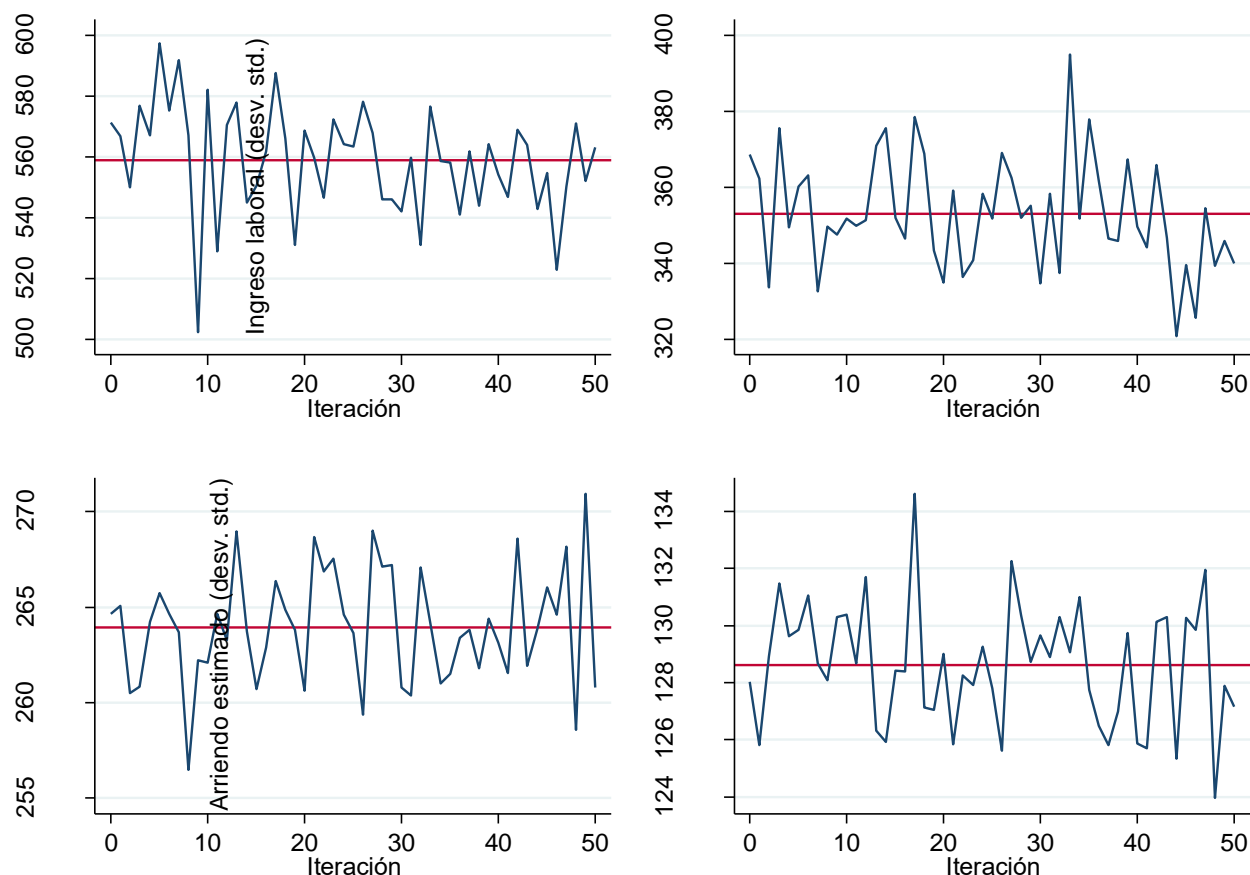 600
580
560
540
520
500
Ingreso laboral (desv. std.)
0 10 20 30 40 50
Iteración
400
380
360
340
320
0 10 20 30 40 50
Iteración
270
265
260
255
Arriendo estimado (desv. std.)
0 10 20 30 40 50
Iteración
134
132
130
128
126
124
0 10 20 30 40 50
Iteración